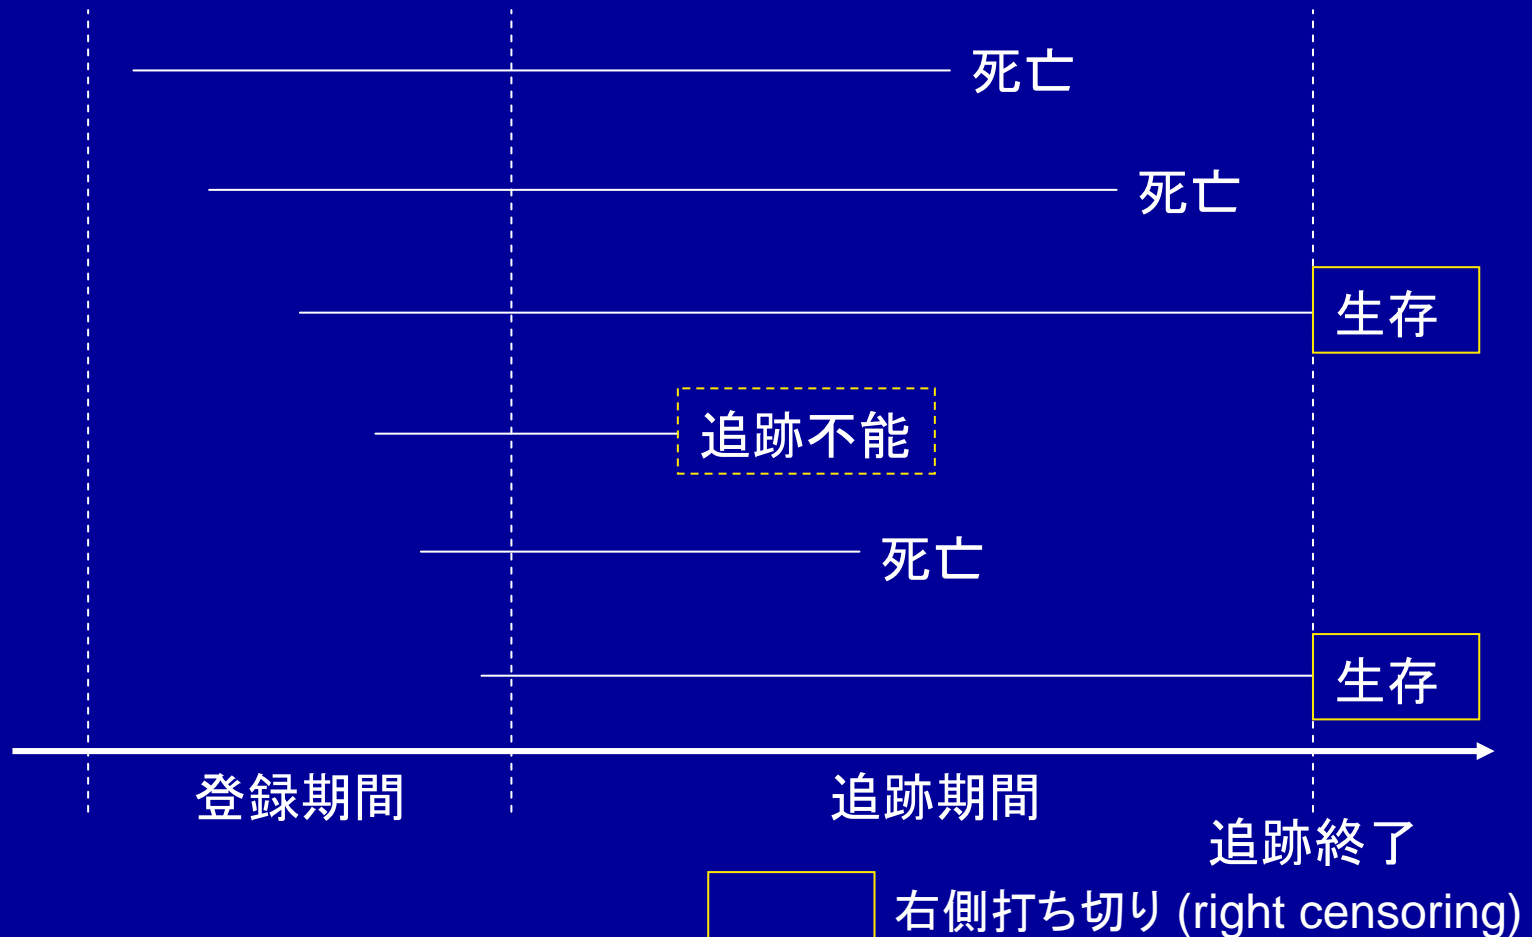 死亡
死亡
生存
追跡不能
死亡
生存
登録期間
追跡期間
追跡終了
右側打ち切り (right censoring)